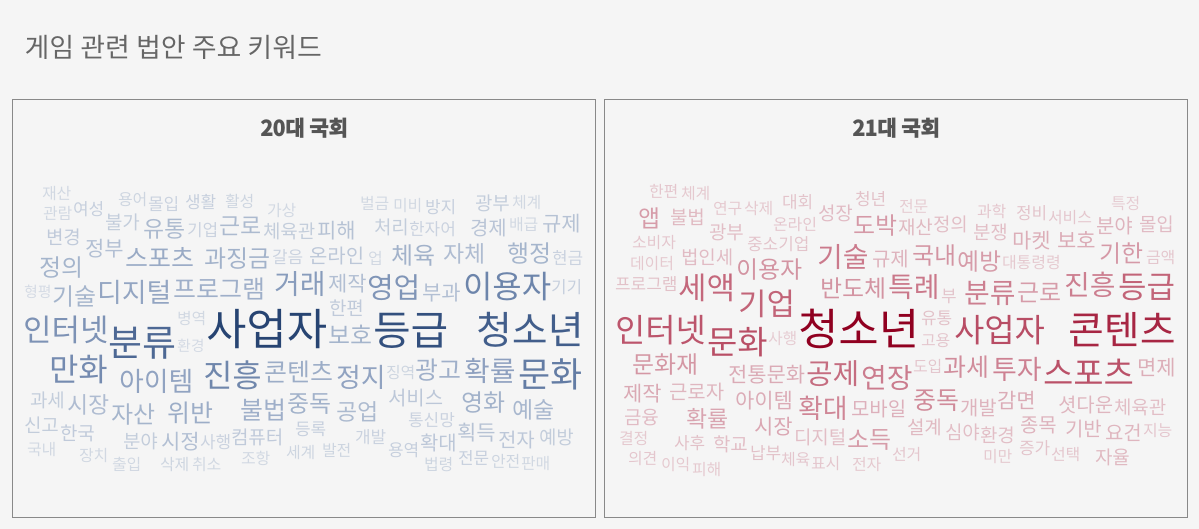 게임 관련 법안 주요 키워드
20대 국회
재산 용어 몰입 생활 활성 가상 벌금 미비 방지 광부 체계
관람 여성 불가 유통 기업 근로 체육관 피해 처리 한자어 경제 배급 규제
변경 정부 스포츠 과징금 갈음 온라인 업 체육 자체 행정 현금
정의
형평 기술 디지털 프로그램 거래 제작 영업 부과 이용자 기기
한편
인터넷 분류 병역 사업자 보호 등급 청소년
환경
만화 아이템 진흥 콘텐츠 정지 징역 광고 확률 문화
과세 시장 자산 위반 불법 중독 공업 서비스 영화 예술
신고 한국 통신망
분야 시정 사행 컴퓨터 등록 개발 확대 획득 전자 예방
국내 장치 출입 삭제 취소 조항 세계 발전 용역 법령 전문 안전 판매
21대 국회
한편 체계 연구 삭제 대회 청년 전문 과학 정비 서비스 특정
앱 불법 광부 온라인 성장 도박 재산 정의 분쟁 마켓 보호 분야 몰입
소비자 중소기업
데이터 법인세 이용자 기술 규제 국내 예방 대통령령 기한 금액
프로그램 세액 기업 반도체 특례 부 분류 근로 진흥 등급
인터넷 문화 사행 청소년 유통 사업자 콘텐츠
고용
문화재 전통문화 공제 연장 도입 과세 투자 스포츠 면제
제작 근로자 아이템 확대 모바일 중독 개발 감면 셧다운 체육관
금융 확률 시장 설계 심야 환경 종목 기반 요건 지능
결정 사후 학교 디지털 소득
의견 이익 피해 납부 체육 표시 전자 선거 미만 증가 선택 자율